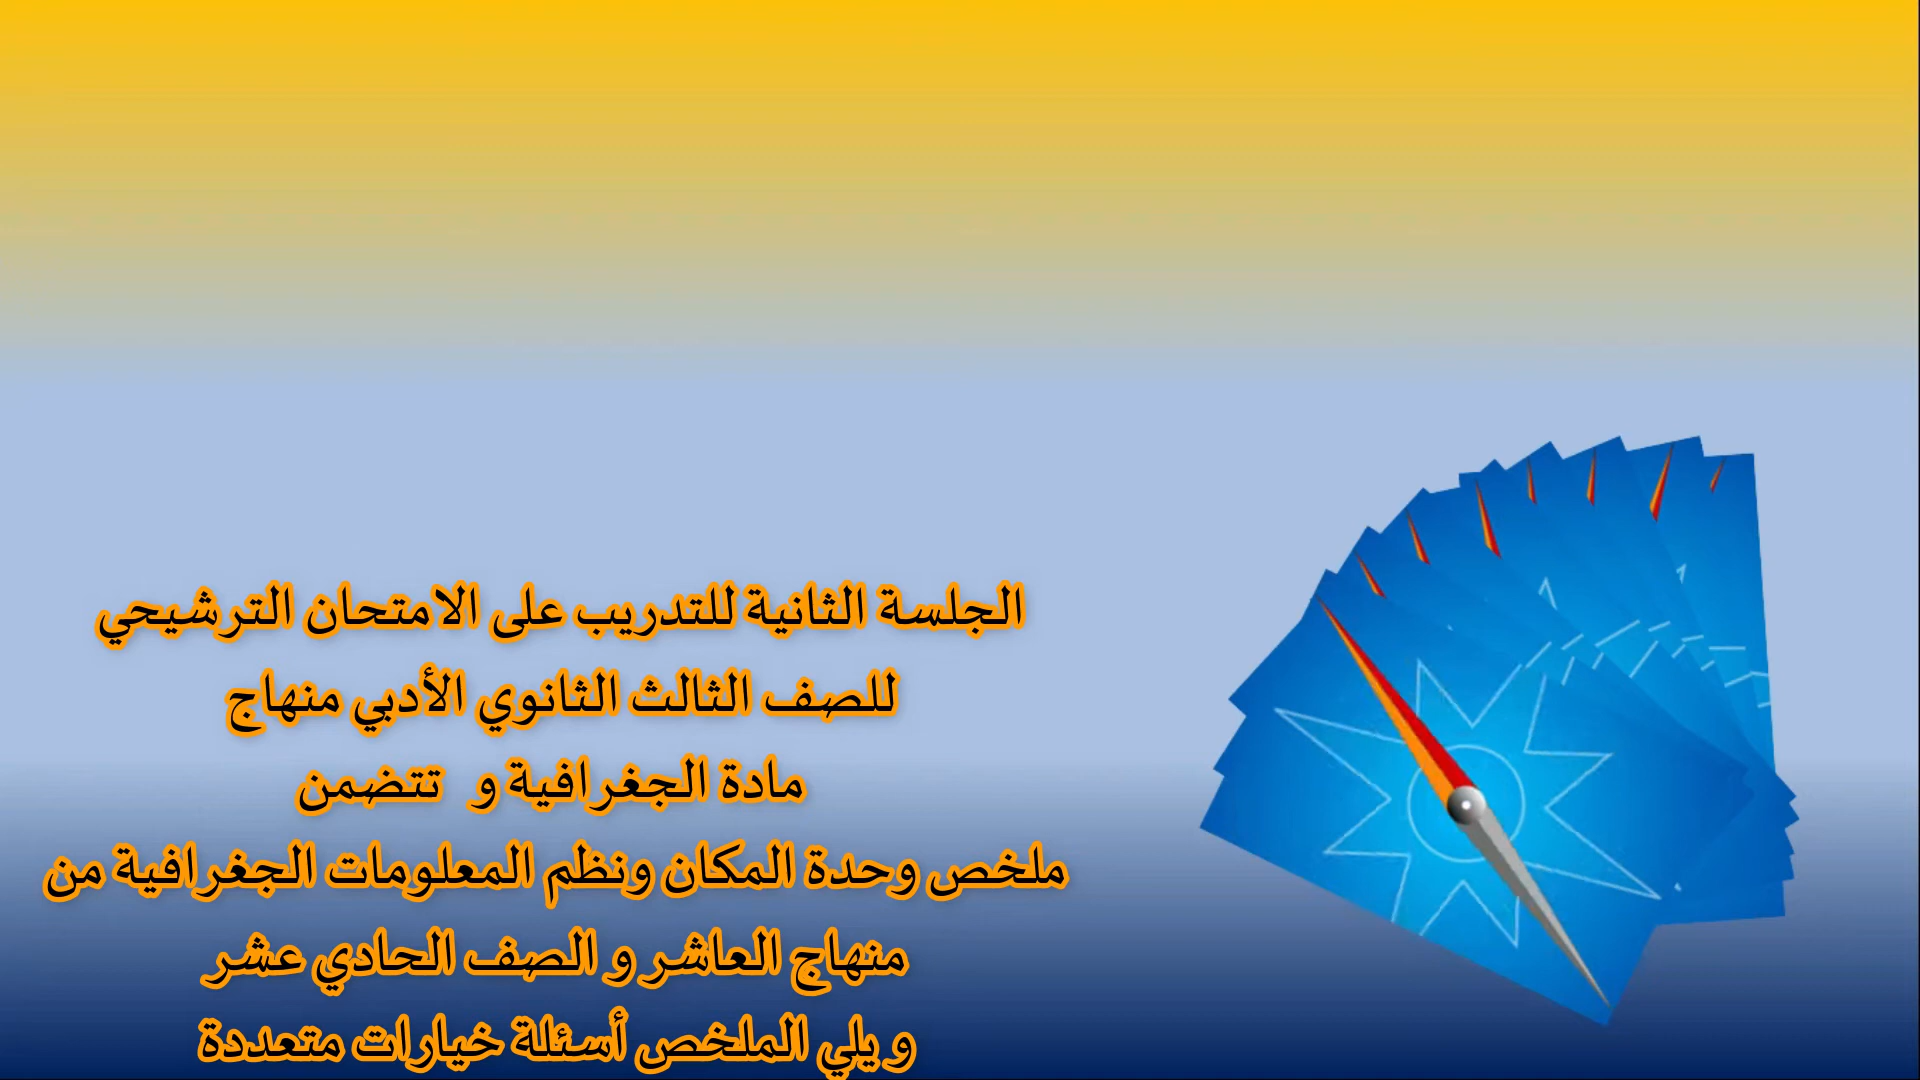 الجلسة الثانية للتدريب على الامتحان الترشيحي
للصف الثالث الثانوي الأدبي منهاج
مادة الجغرافية و تتضمن
ملخص وحدة المكان ونظم المعلومات الجغرافية من
منهاج العاشر و الصف الحادي عشر
و يلي الملخص أسئلة خيارات متعددة